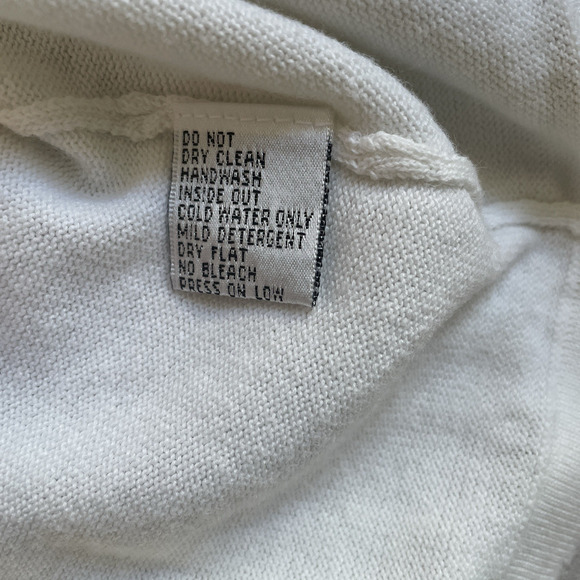 DO NOT
DRY CLEAN
HANDWASH
INSIDE OUT
COLD WATER ONLY
MILD DETERGENT
DRY FLAT
NO BLEACH
PRESS ON LOW